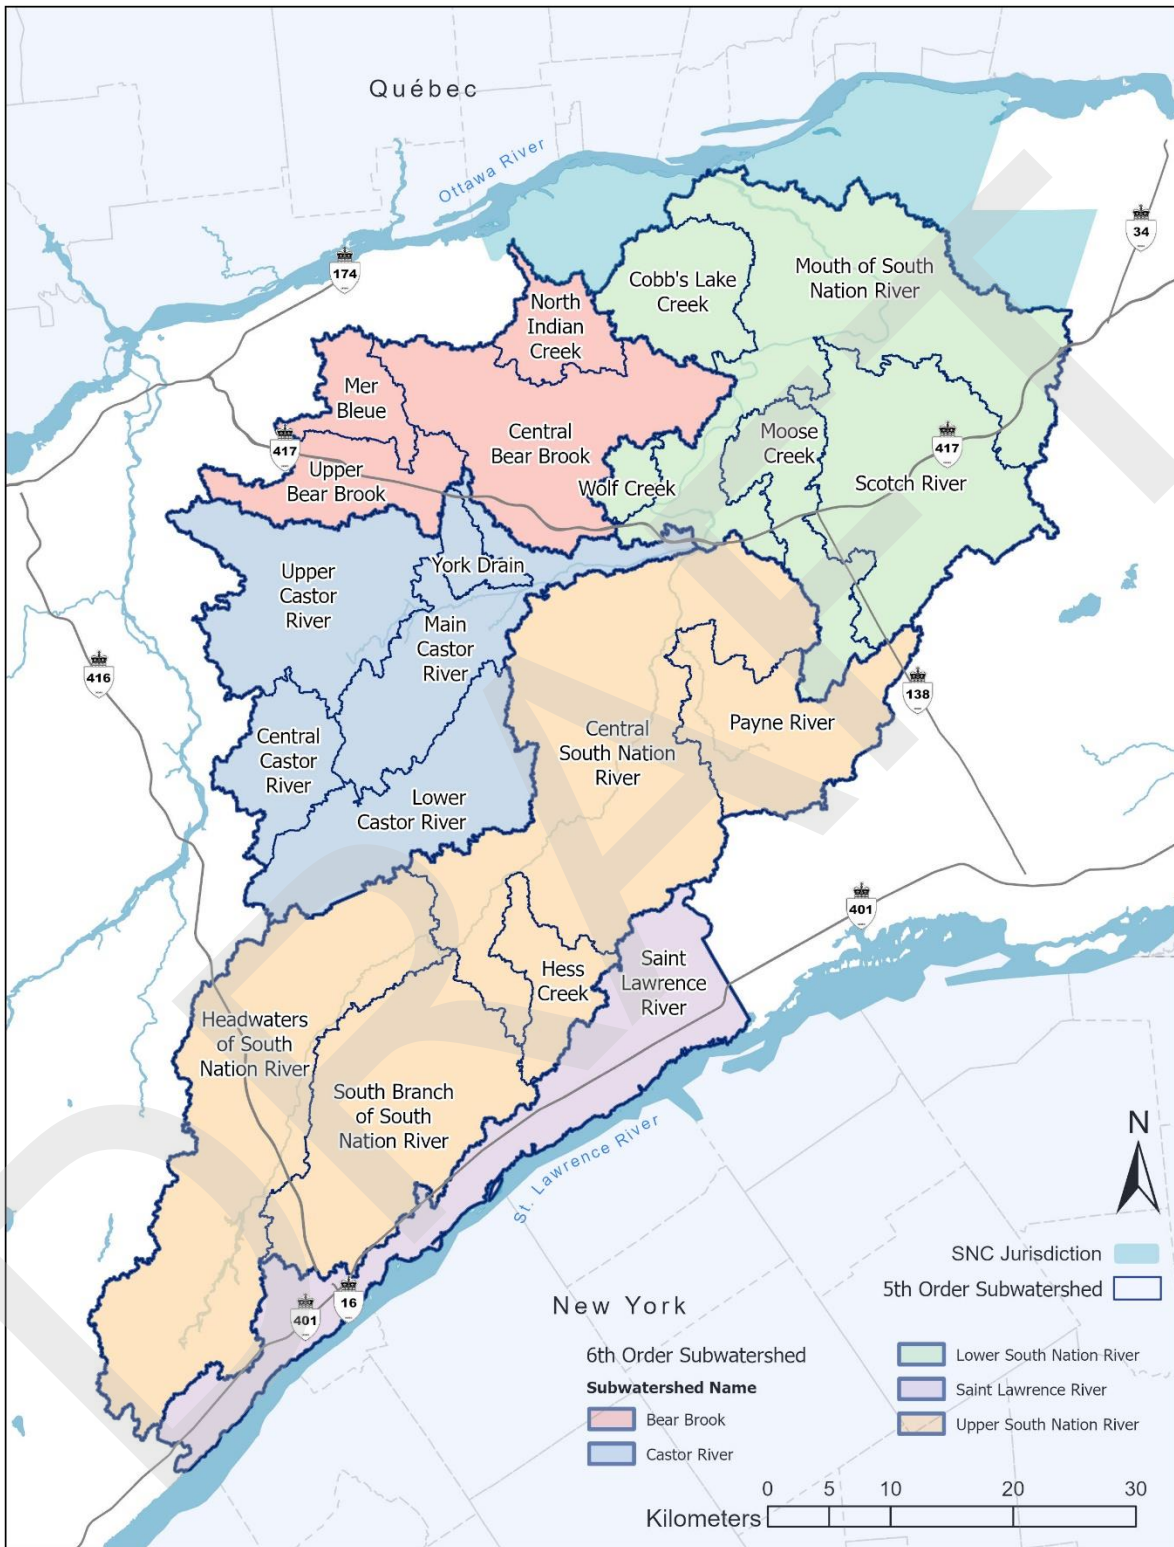 Québec
Ottawa River
34
174
Cobb's Lake
Creek
Mouth of South
Nation River
North
Indian
Creek
Mer
Bleue
417
Central
Bear Brook
Moose
Creek
417
Upper
Bear Brook
Wolf Creek
Scotch River
York Drain
Upper
Castor
River
Main
Castor
River
416
138
Central
Castor
River
Central
South Nation
River
Payne River
Lower
Castor River
401
Saint
Lawrence
River
Hess
Creek
Headwaters
of South
Nation River
South Branch
of South
Nation River
St. Lawrence River
N
DRAFT
16
401
New York
SNC Jurisdiction
5th Order Subwatershed
6th Order Subwatershed
Subwatershed Name
Bear Brook
Castor River
Lower South Nation River
Saint Lawrence River
Upper South Nation River
0 5 10 20 30
Kilometers